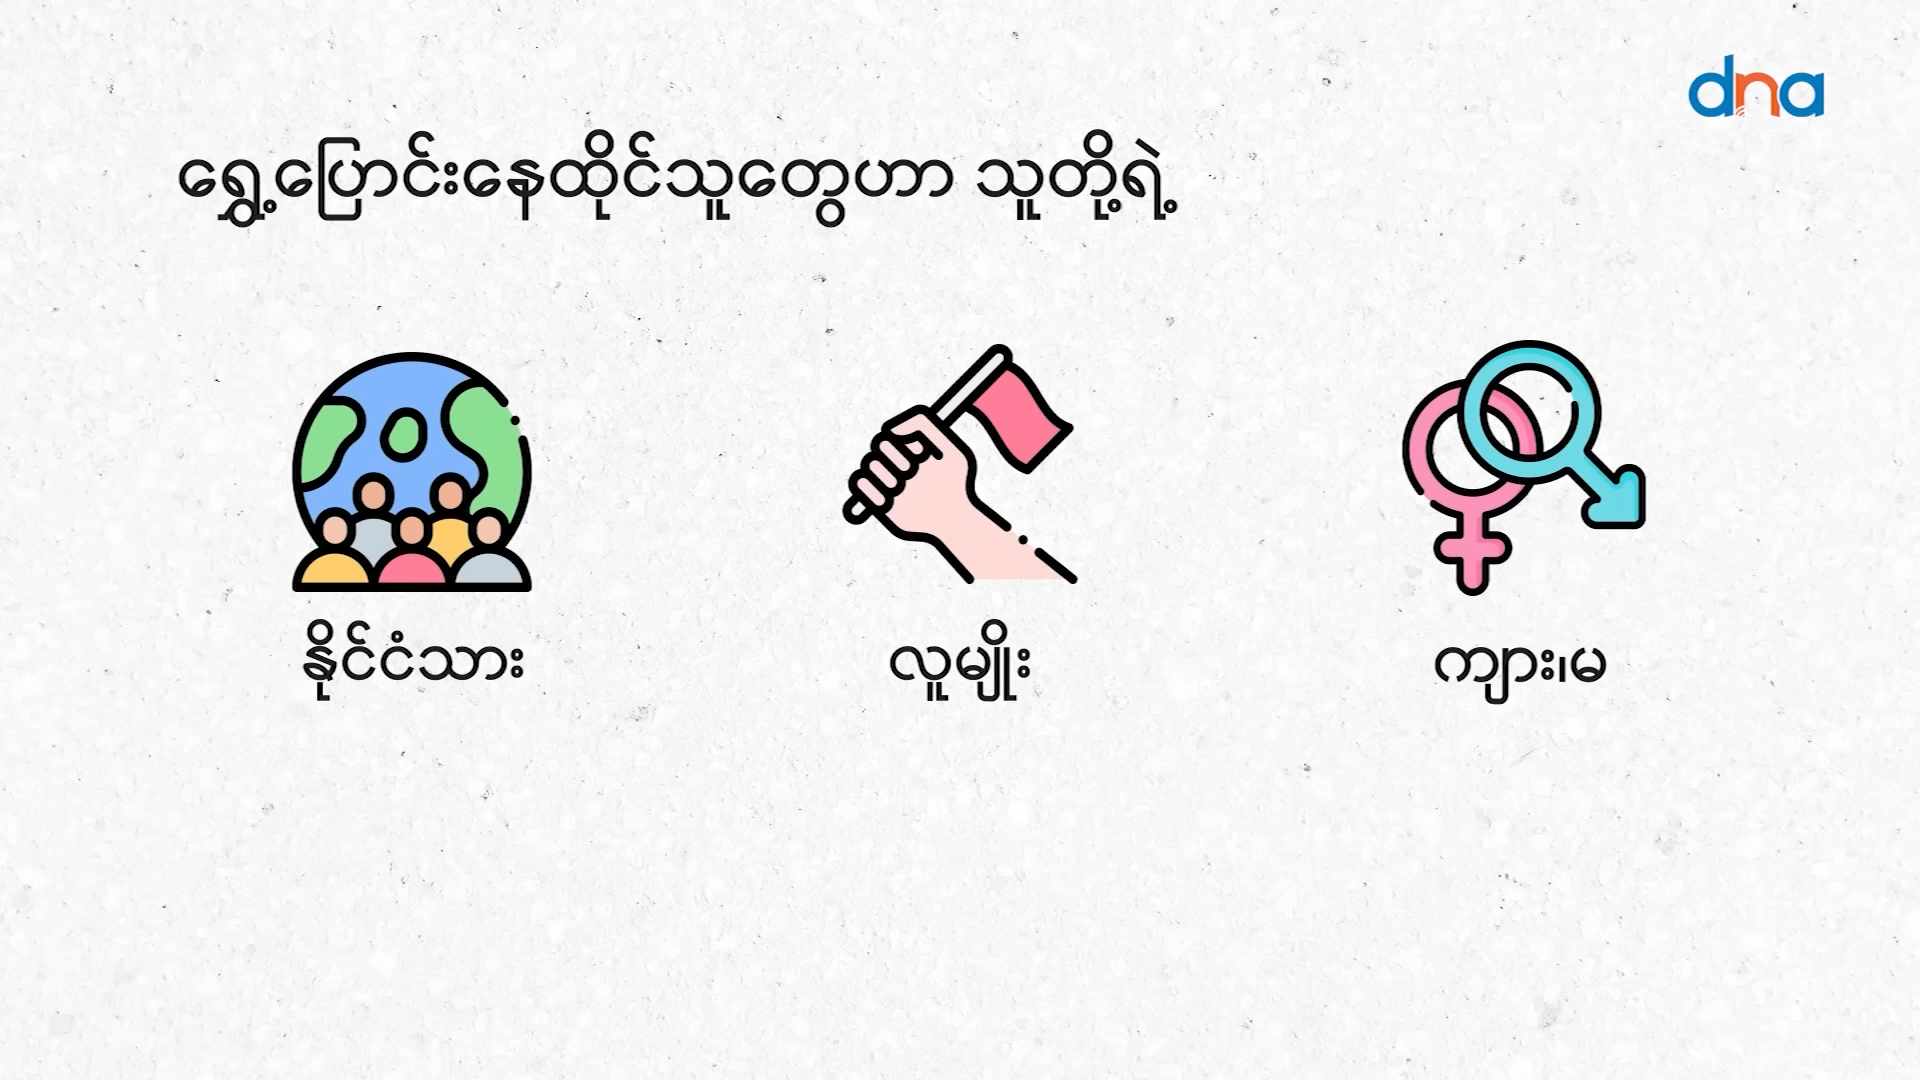 dna
ရွှေ့ပြောင်းနေထိုင်သူတွေဟာ သူတို့ရဲ့
နိုင်ငံသား
လူမျိုး
ကျား၊မ